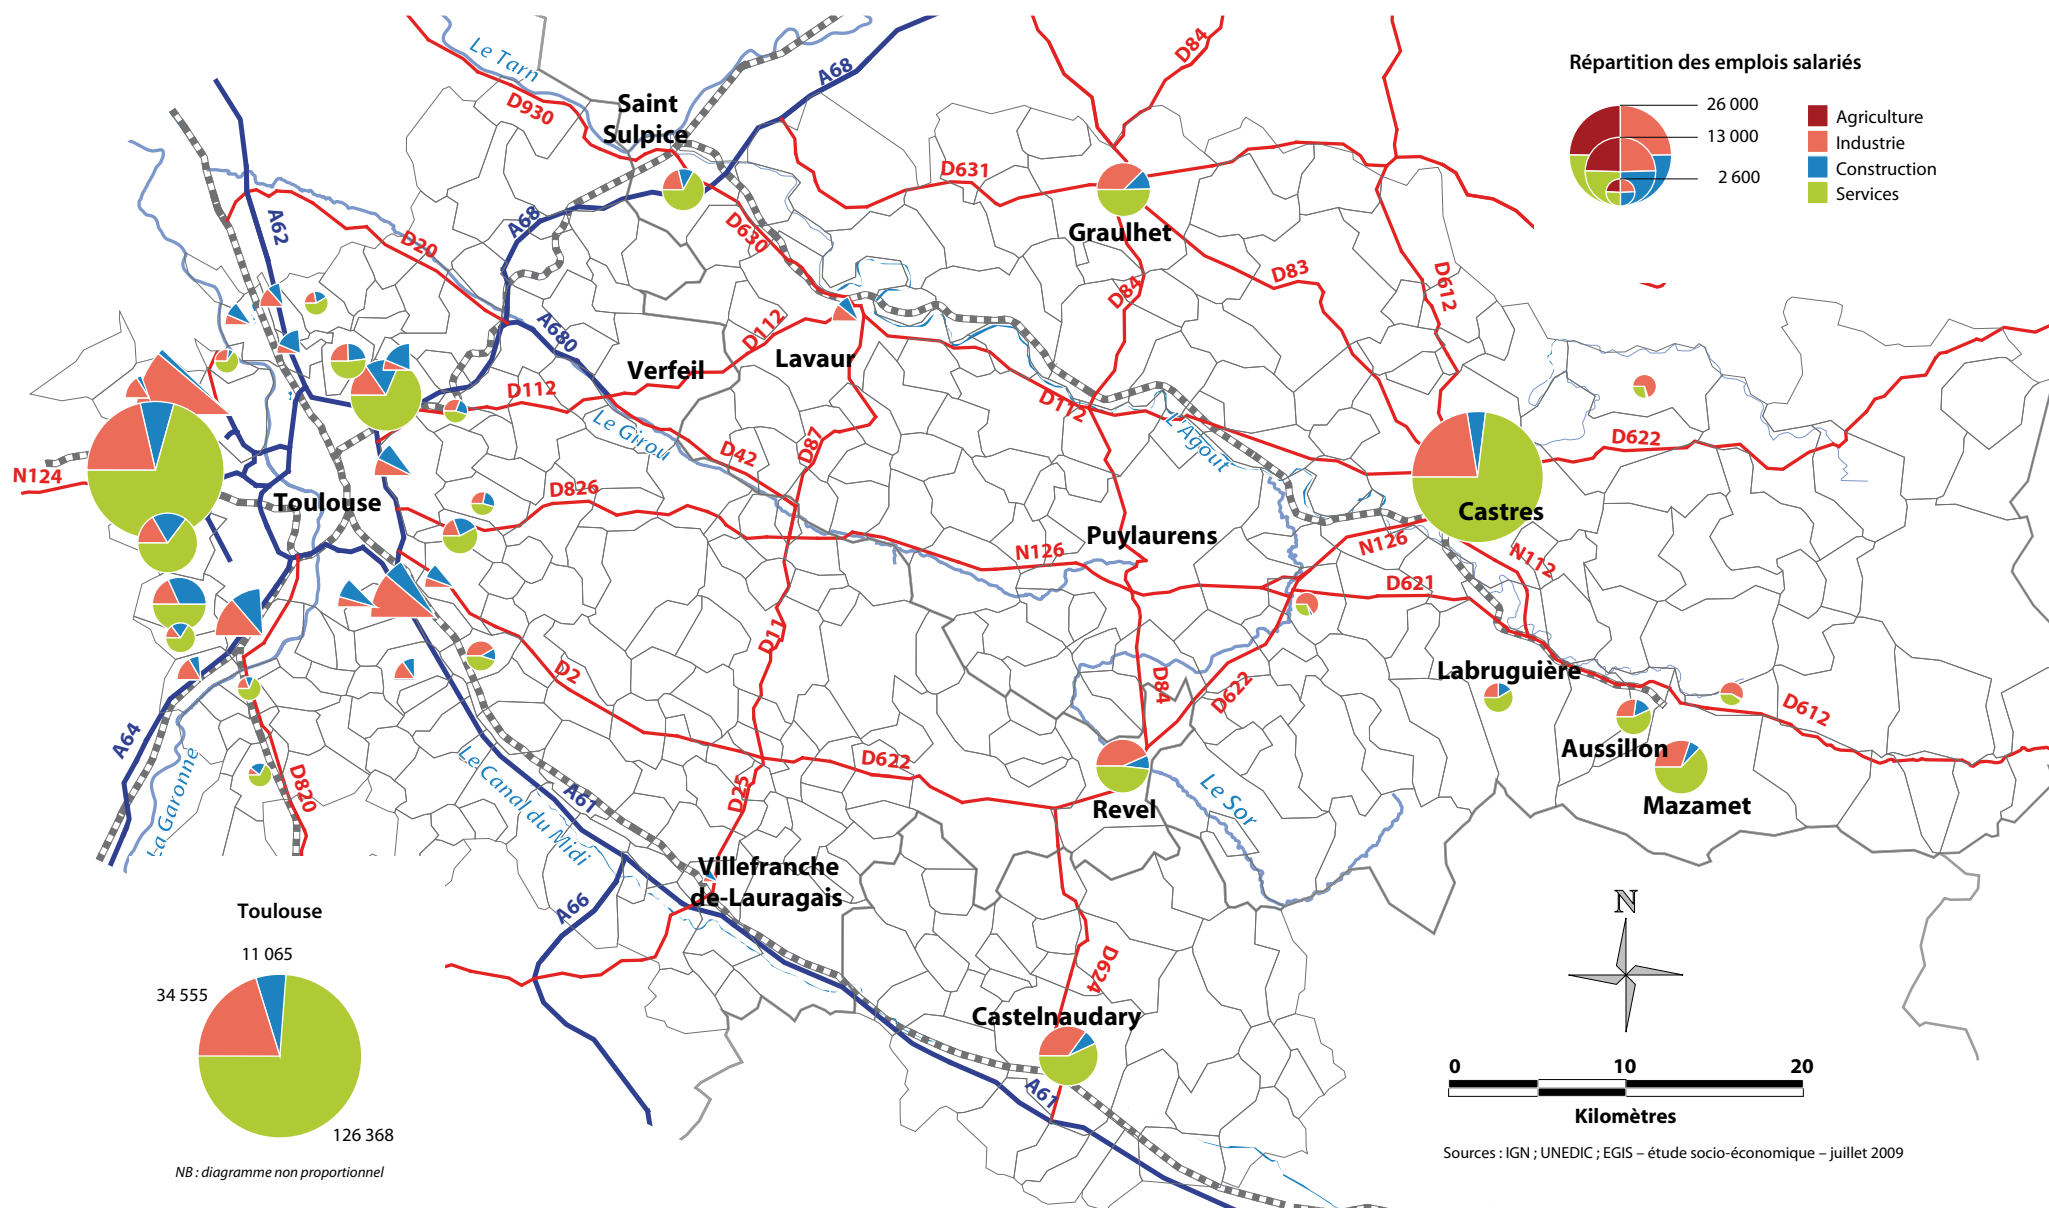 Le Tarn
D930
Saint
Sulpice
A68
D84
Répartition des emplois salariés
26 000
13 000
2 600
Agriculture
Industrie
Construction
Services
A62
D20
A68
D630
D631
Graulhet
D84
D83
D612
A680
D112
Verfeil
Lavaur
D112
Le Girou
D42
D87
D112
L'Agout
D622
N124
Toulouse
D826
N126
Puylaurens
Castres
N126
N112
D621
D11
D2
D84
D622
Labruguière
Aussillon
Mazamet
D612
A64
La Garonne
D820
Le Canal du Midi
A61
D25
D622
Revel
Le Sor
Villefranche
de-Lauragais
A66
D624
Castelnaudary
A61
Toulouse
11 065
34 555
126 368
NB : diagramme non proportionnel
N
0 10 20
Kilomètres
Sources : IGN ; UNEDIC ; EGIS – étude socio-économique – juillet 2009